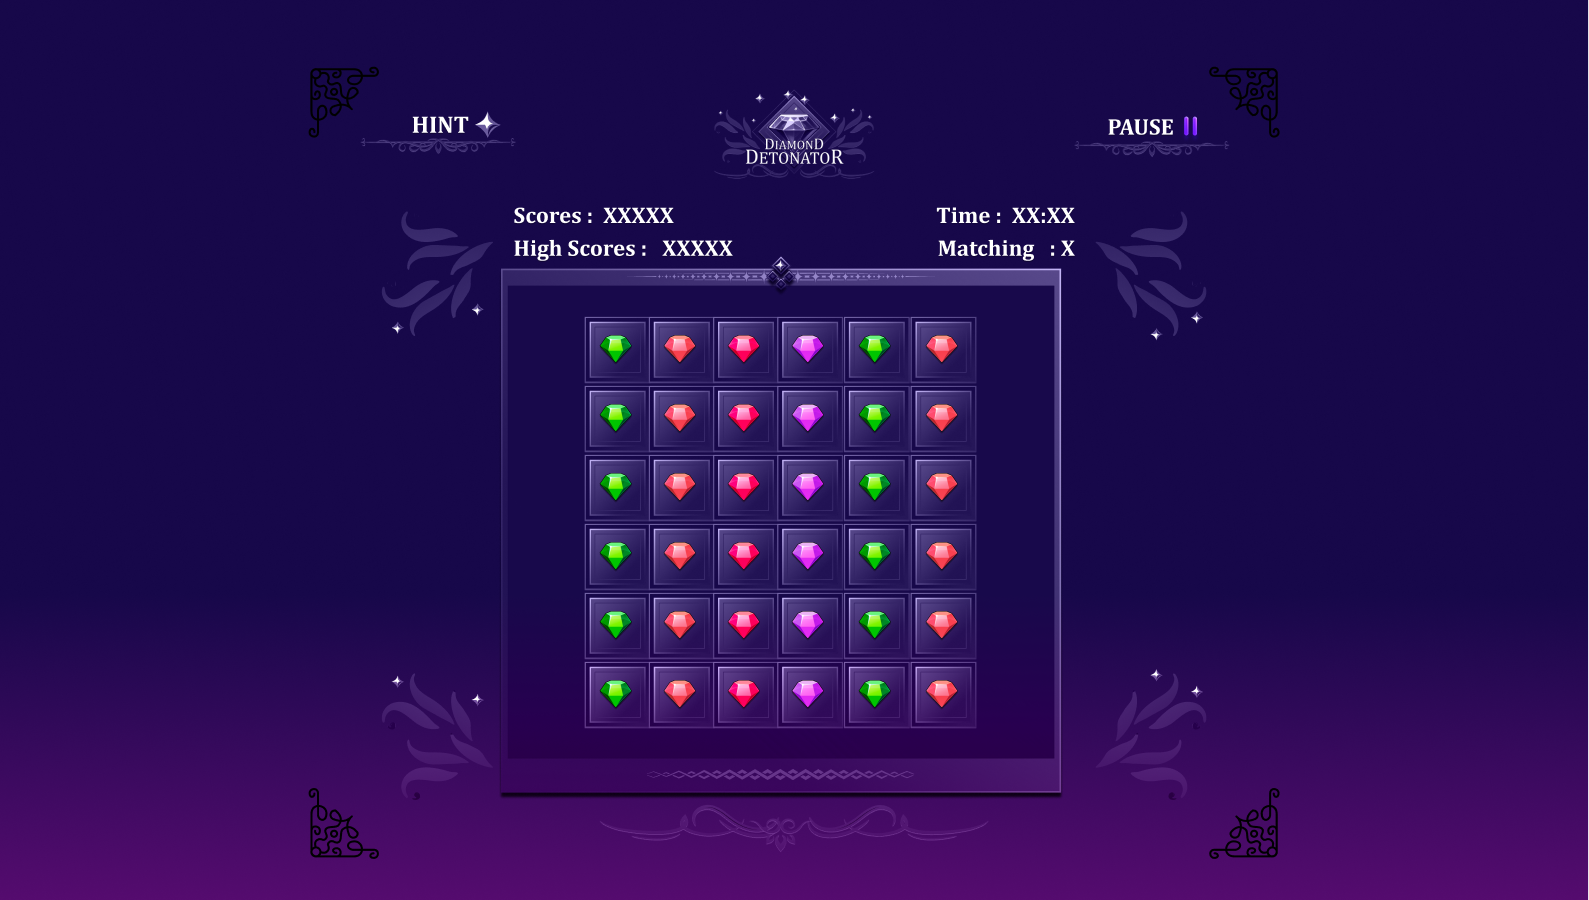 HINT
DIAMOND
DETONATOR
PAUSE
Scores : XXXXX
Time : XX:XX
High Scores : XXXXX
Matching : X